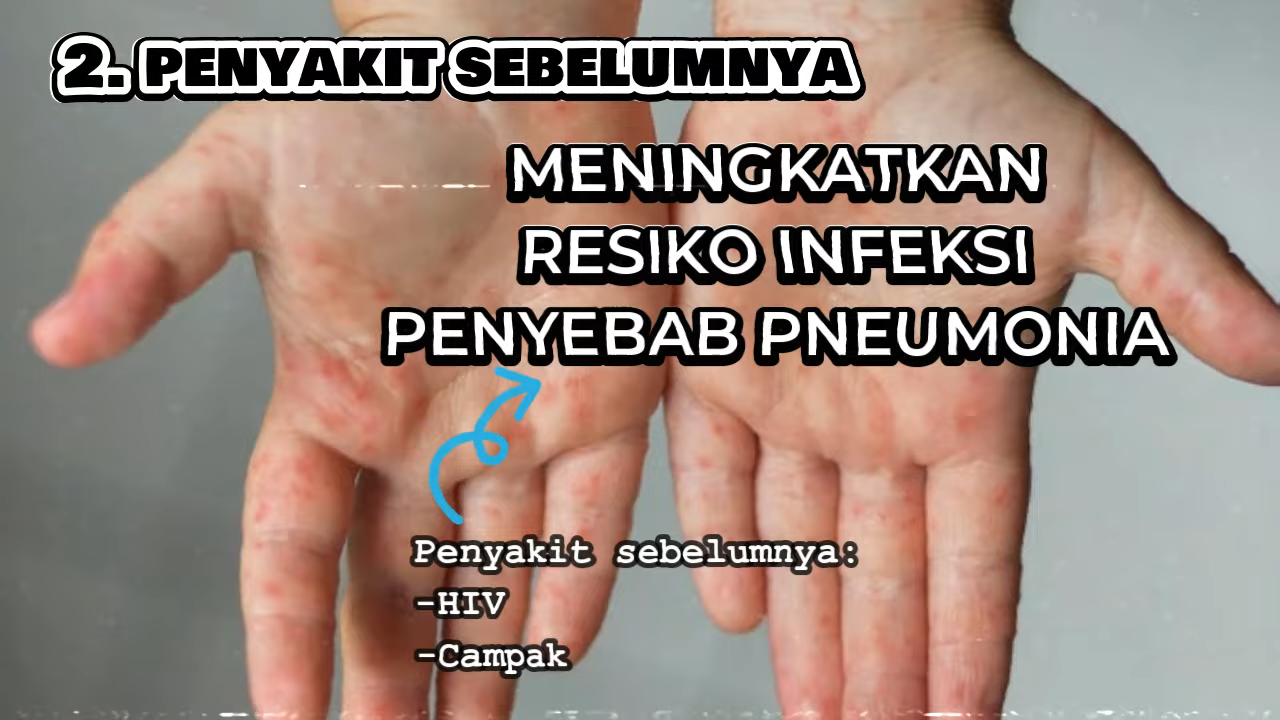 2. PENYAKIT SEBELUMNYA
MENINGKATKAN
RESIKO INFEKSI
PENYEBAB PNEUMONIA
Penyakit sebelumnya:
-HIV
-Campak